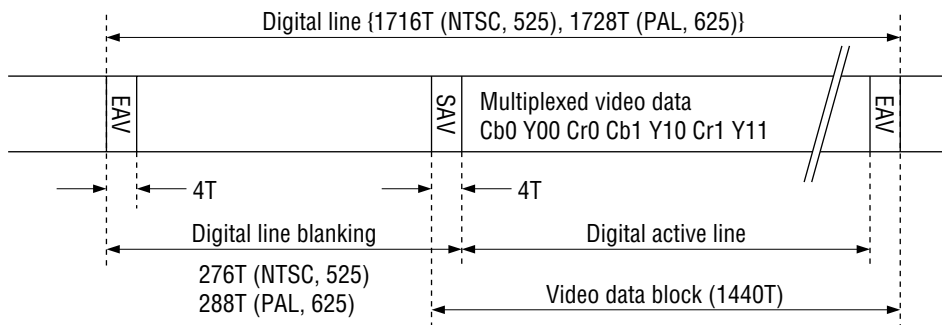 Digital line {1716T (NTSC, 525), 1728T (PAL, 625)}
EAV
SAV
Multiplexed video data
Cb0 Y00 Cr0 Cb1 Y10 Cr1 Y11
EAV
4T
4T
Digital line blanking
Digital active line
276T (NTSC, 525)
288T (PAL, 625)
Video data block (1440T)